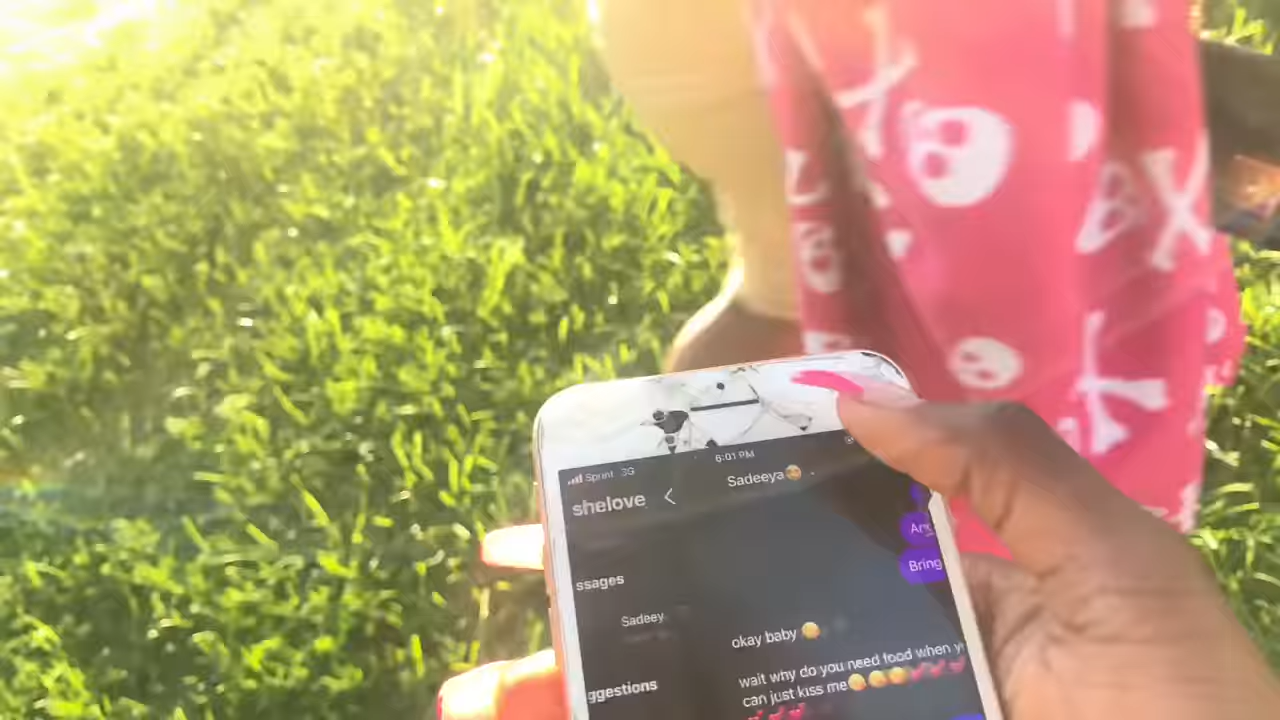 Sprint 3G
6:01 PM
shelove
Sadeeya
Bring
ssages
Sadeey
okay baby
wait why do you need food when y
can just kiss me
ggestions